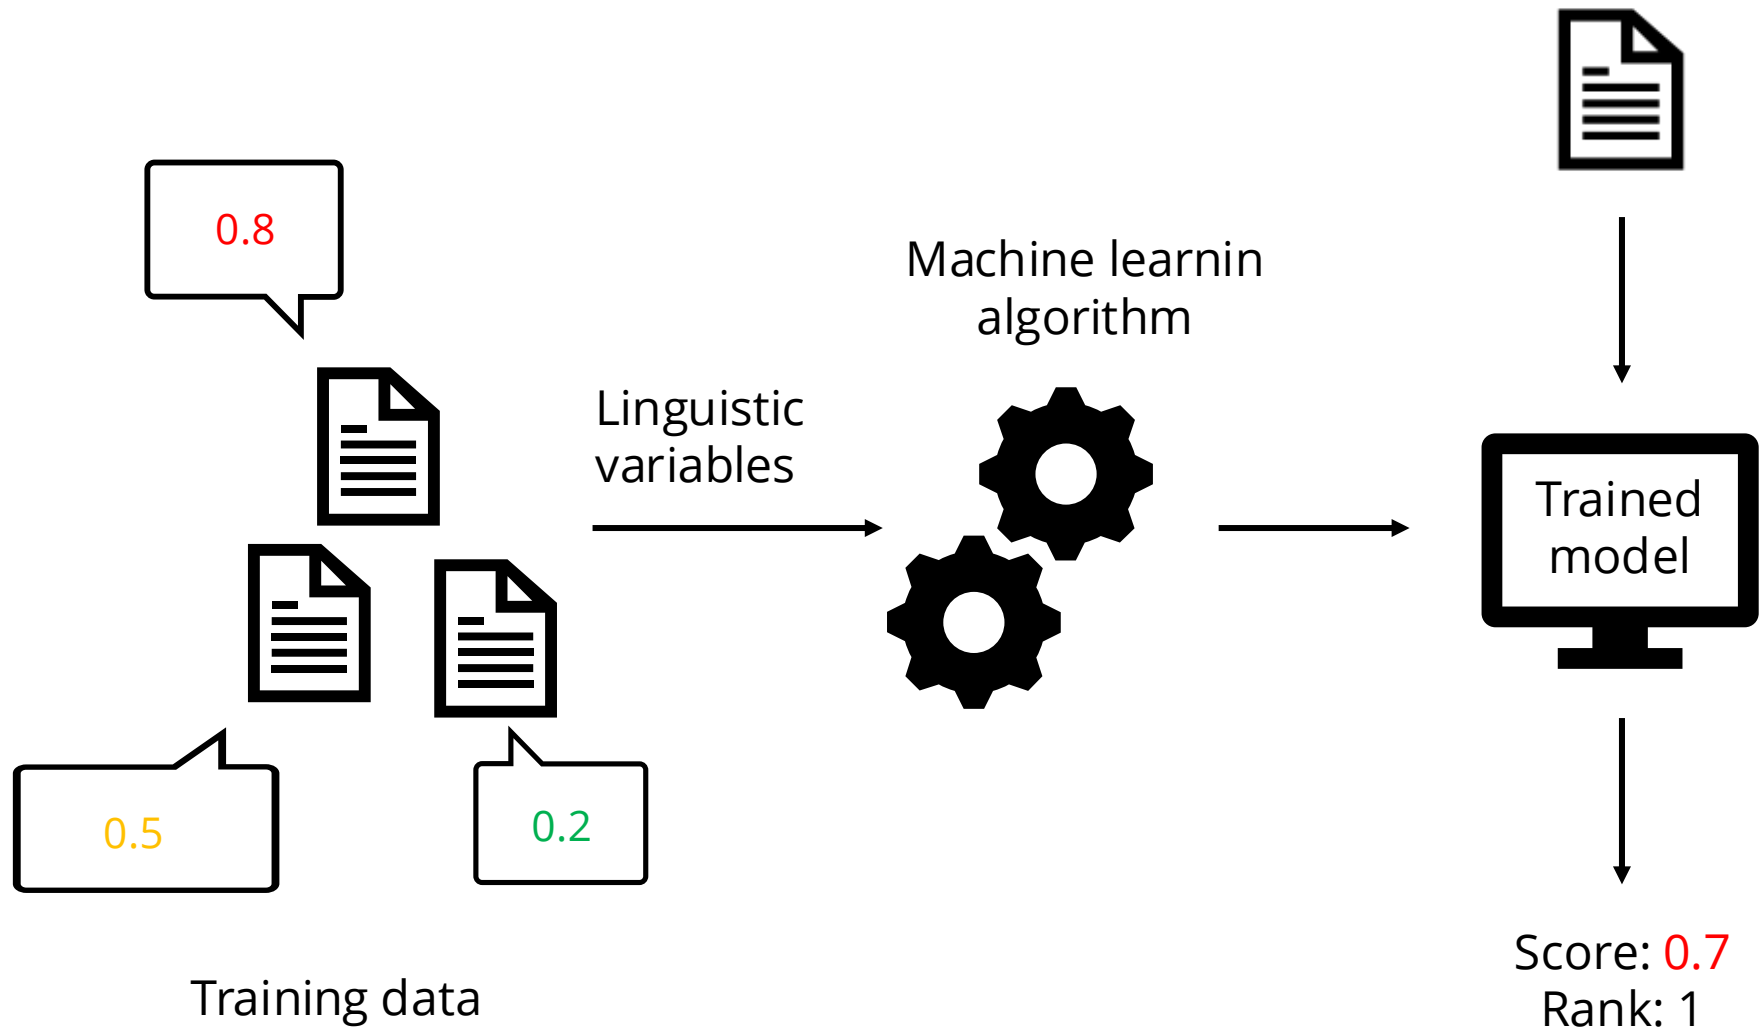 0.8
Machine learnin
algorithm
Linguistic
variables
Trained
model
0.5
0.2
Score: 0.7
Rank: 1
Training data